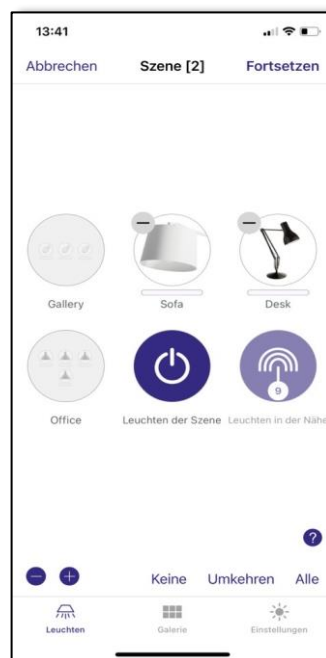 13:41
Abbrechen Szene [2] Fortsetzen
Gallery Sofa Desk
9
Office Leuchten der Szene Leuchten in der Nähe
?
Keine Umkehren Alle
Leuchten Galerie Einstellungen